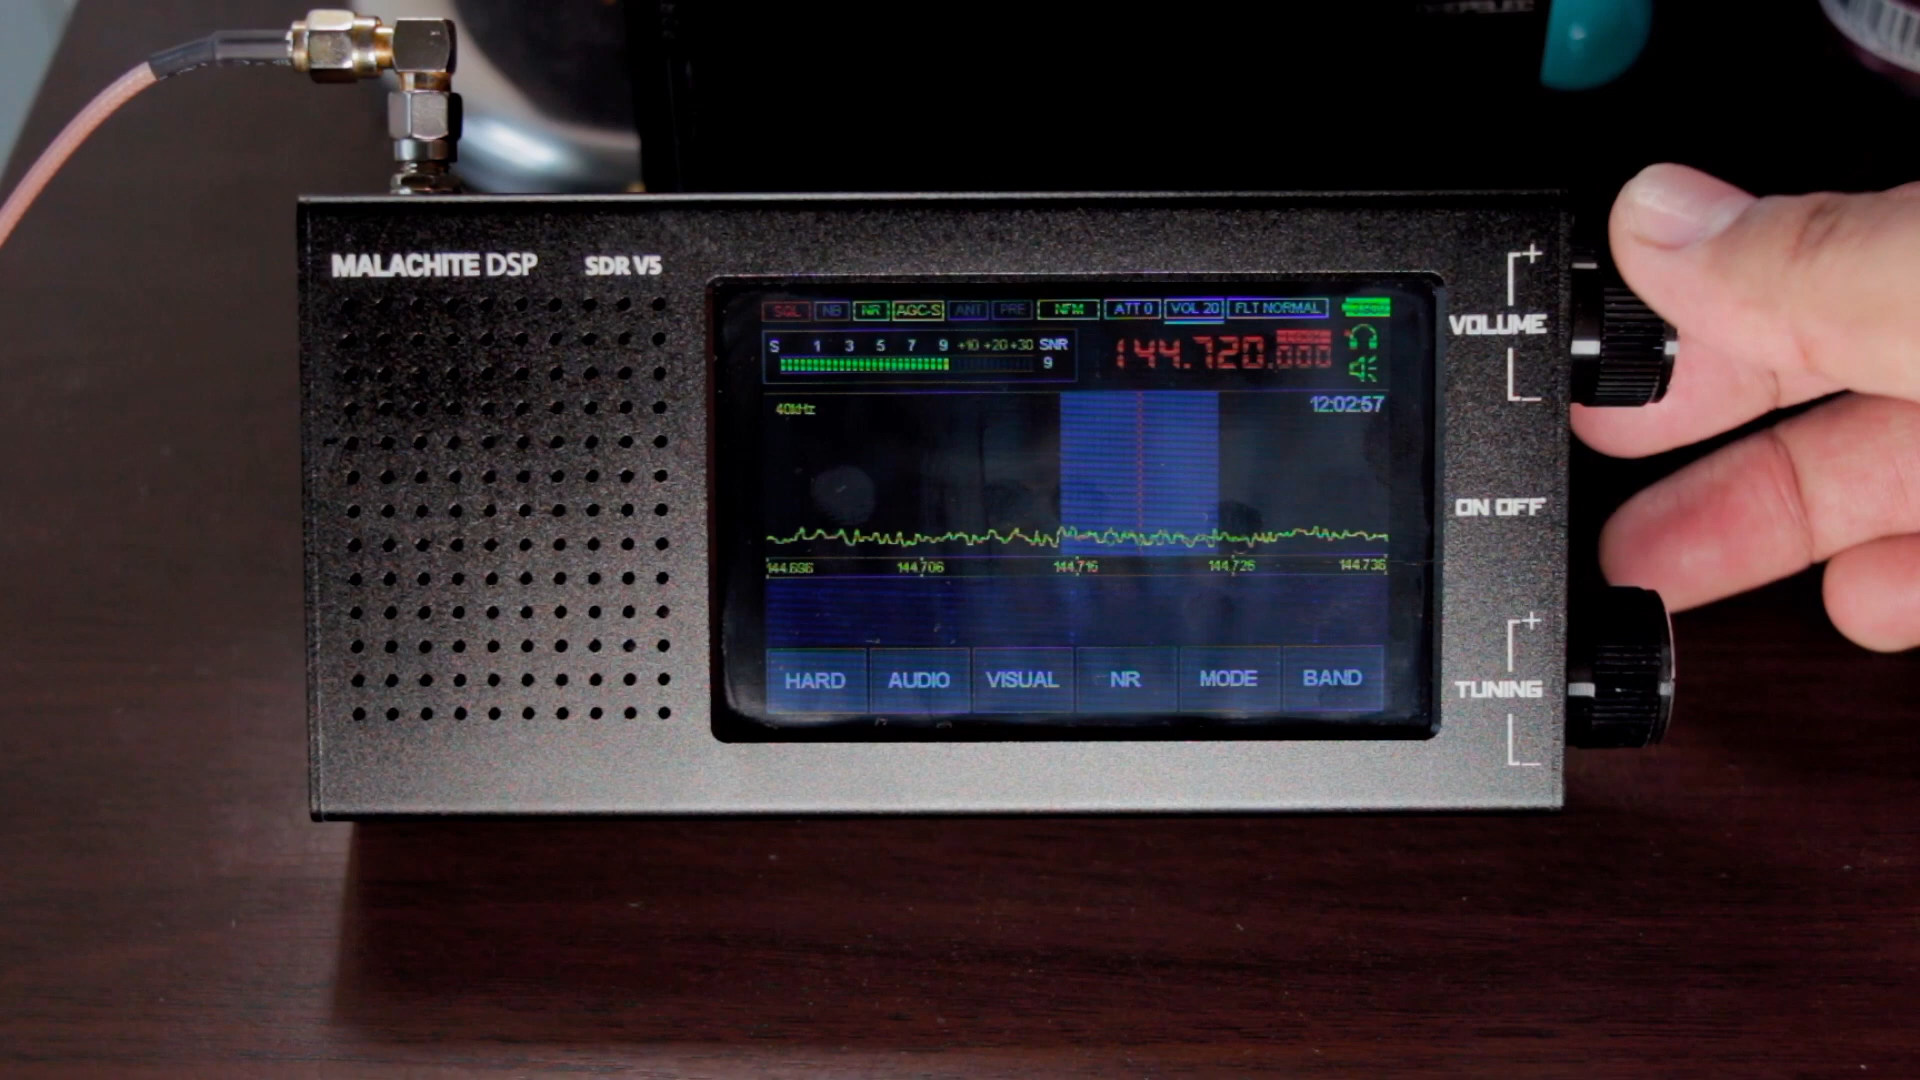 MALACHITE DSP SDR V5
SQL NB NR AGC-S ANT PRE NFM ATT 0 VOL 20 FLT NORMAL
S 1 3 5 7 9 +10 +20 +30 SNR
9
144.720.000
40kHz
12:02:57
144.696 144.706 144.716 144.726 144.736
HARD AUDIO VISUAL NR MODE BAND
+
VOLUME
-
ON OFF
+
TUNING
-